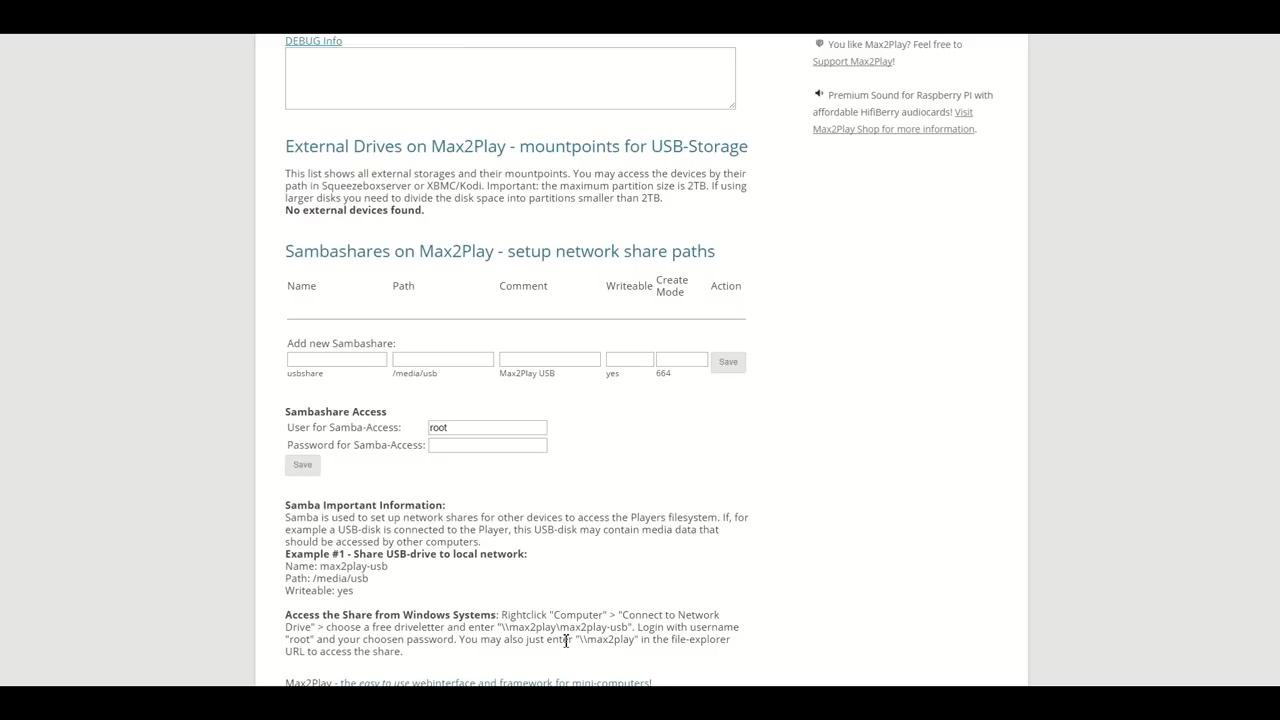 DEBUG Info
External Drives on Max2Play - mountpoints for USB-Storage
This list shows all external storages and their mountpoints. You may access the devices by their
path in Squeezeboxserver or XBMC/Kodi. Important: the maximum partition size is 2TB. If using
larger disks you need to divide the disk space into partitions smaller than 2TB.
No external devices found.
Sambashares on Max2Play - setup network share paths
Name Path Comment Writeable Create Mode Action
Add new Sambashare:
Save
usbshare /media/usb Max2Play USB yes 664
Sambashare Access
User for Samba-Access: root
Password for Samba-Access:
Save
Samba Important Information:
Samba is used to set up network shares for other devices to access the Players filesystem. If, for
example a USB-disk is connected to the Player, this USB-disk may contain media data that
should be accessed by other computers.
Example #1 - Share USB-drive to local network:
Name: max2play-usb
Path: /media/usb
Writeable: yes
Access the Share from Windows Systems: Rightclick "Computer" > "Connect to Network
Drive" > choose a free driveletter and enter "\\max2play\max2play-usb". Login with username
"root" and your choosen password. You may also just enter "\\max2play" in the file-explorer
URL to access the share.
Max2Play - the easy to use webinterface and framework for mini-computers!
You like Max2Play? Feel free to
Support Max2Play!
Premium Sound for Raspberry PI with
affordable HifiBerry audiocards! Visit
Max2Play Shop for more information.